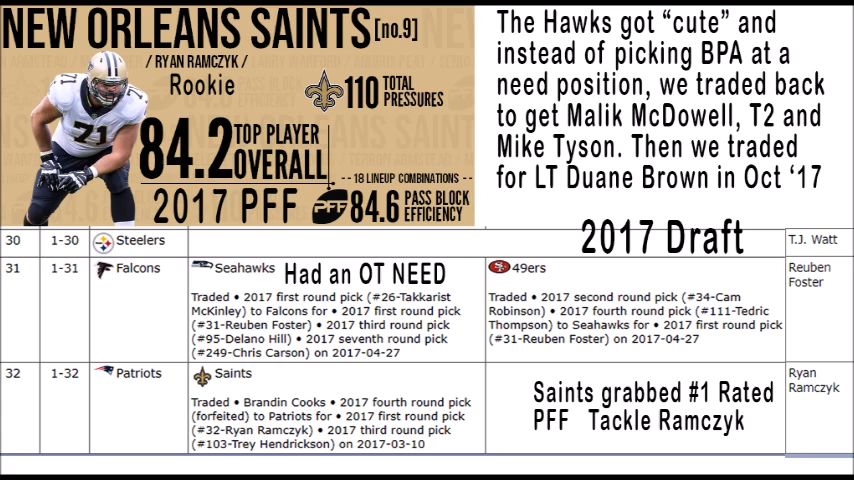 NEW ORLEANS SAINTS [no.9]
/ RYAN RAMCZYK /
Rookie
110 TOTAL PRESSURES
71
84.2 TOP PLAYER OVERALL
-- 18 LINEUP COMBINATIONS --
2017 PFF
PFF 84.6 PASS BLOCK EFFICIENCY
The Hawks got “cute” and
instead of picking BPA at a
need position, we traded back
to get Malik McDowell, T2 and
Mike Tyson. Then we traded
for LT Duane Brown in Oct ‘17
2017 Draft
30 1-30 Steelers T.J. Watt
31 1-31 Falcons
Seahawks Had an OT NEED
Traded • 2017 first round pick (#26-Takkarist
McKinley) to Falcons for • 2017 first round pick
(#31-Reuben Foster) • 2017 third round pick
(#95-Delano Hill) • 2017 seventh round pick
(#249-Chris Carson) on 2017-04-27
49ers
Traded • 2017 second round pick (#34-Cam
Robinson) • 2017 fourth round pick (#111-Tedric
Thompson) to Seahawks for • 2017 first round pick
(#31-Reuben Foster) on 2017-04-27
Reuben
Foster
32 1-32 Patriots
Saints
Traded • Brandin Cooks • 2017 fourth round pick
(forfeited) to Patriots for • 2017 first round pick
(#32-Ryan Ramczyk) • 2017 third round pick
(#103-Trey Hendrickson) on 2017-03-10
Saints grabbed #1 Rated
PFF Tackle Ramczyk
Ryan
Ramczyk